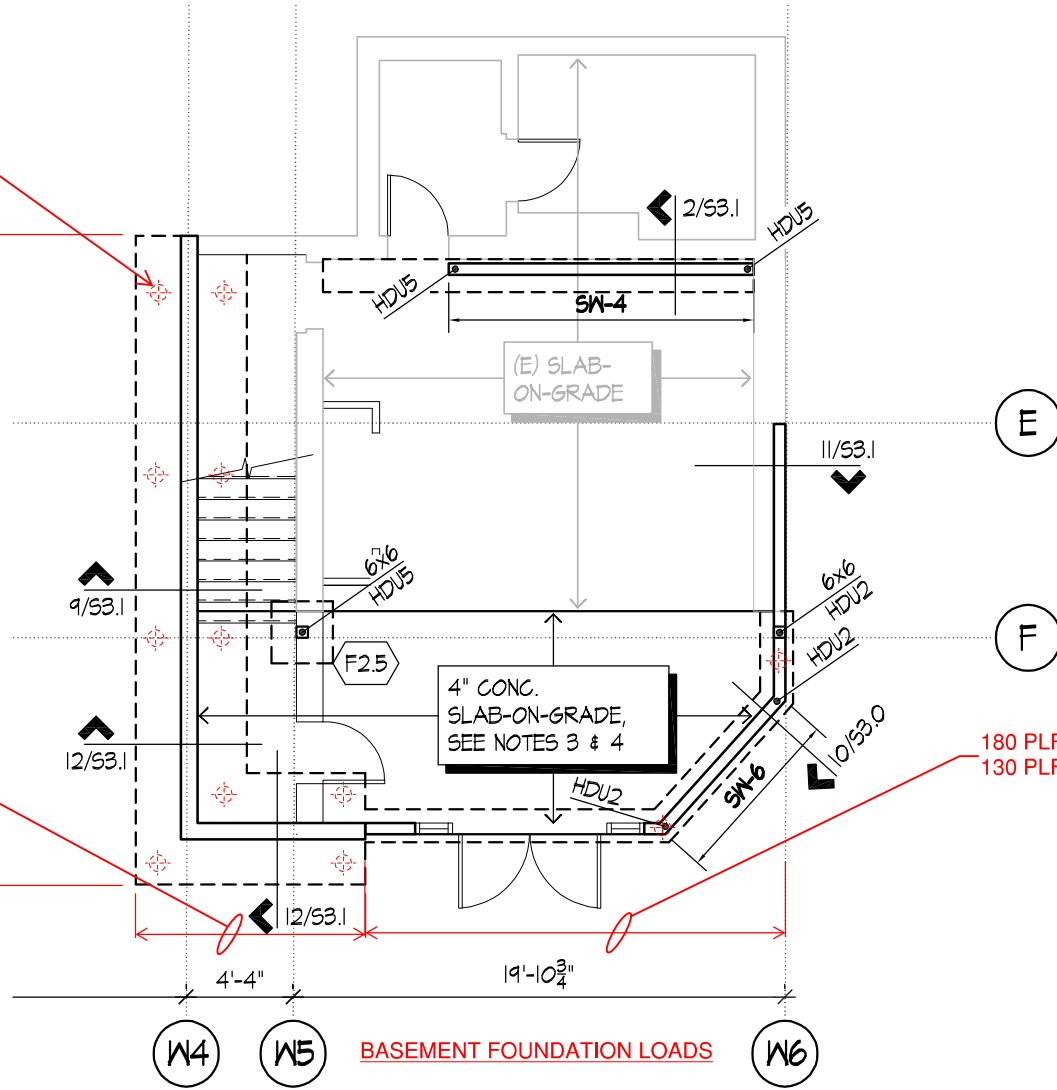 2/S3.1
HDU5
HDU5
SW-4
(E) SLAB-
ON-GRADE
E
11/S3.1
6x6
HDU5
6x6
HDU2
9/S3.1
F
HDU2
F2.5
4" CONC.
SLAB-ON-GRADE,
SEE NOTES 3 & 4
12/S3.1
10/S3.0
180 PLF
130 PLF
SW-6
HDU2
12/S3.1
4'-4"
19'-10 3/4"
W4
W5
BASEMENT FOUNDATION LOADS
W6